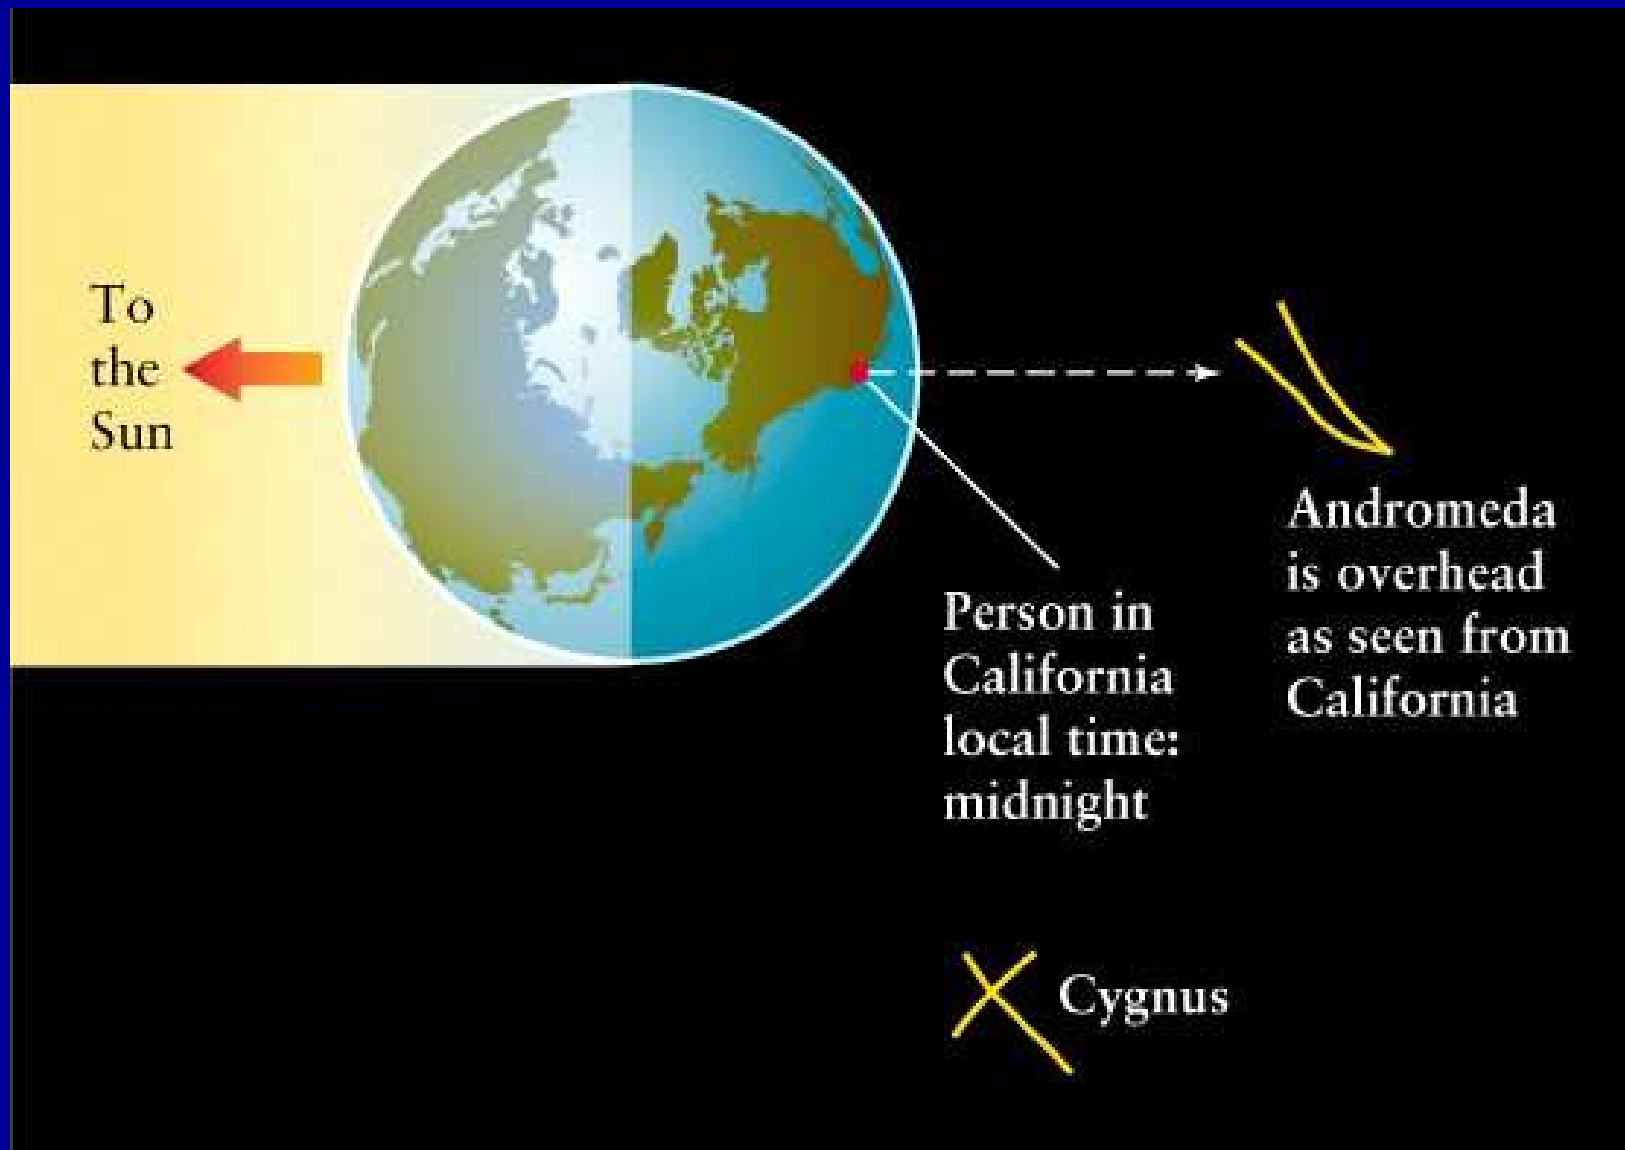 To
the
Sun
Andromeda
is overhead
as seen from
California
Person in
California
local time:
midnight
Cygnus